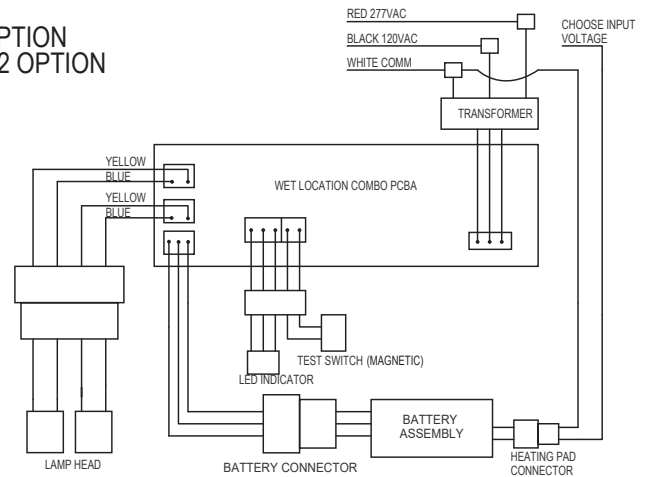 PTION
2 OPTION
RED 277VAC
BLACK 120VAC
WHITE COMM
CHOOSE INPUT
VOLTAGE
TRANSFORMER
YELLOW
BLUE
YELLOW
BLUE
WET LOCATION COMBO PCBA
TEST SWITCH (MAGNETIC)
LED INDICATOR
BATTERY
ASSEMBLY
LAMP HEAD
BATTERY CONNECTOR
HEATING PAD
CONNECTOR